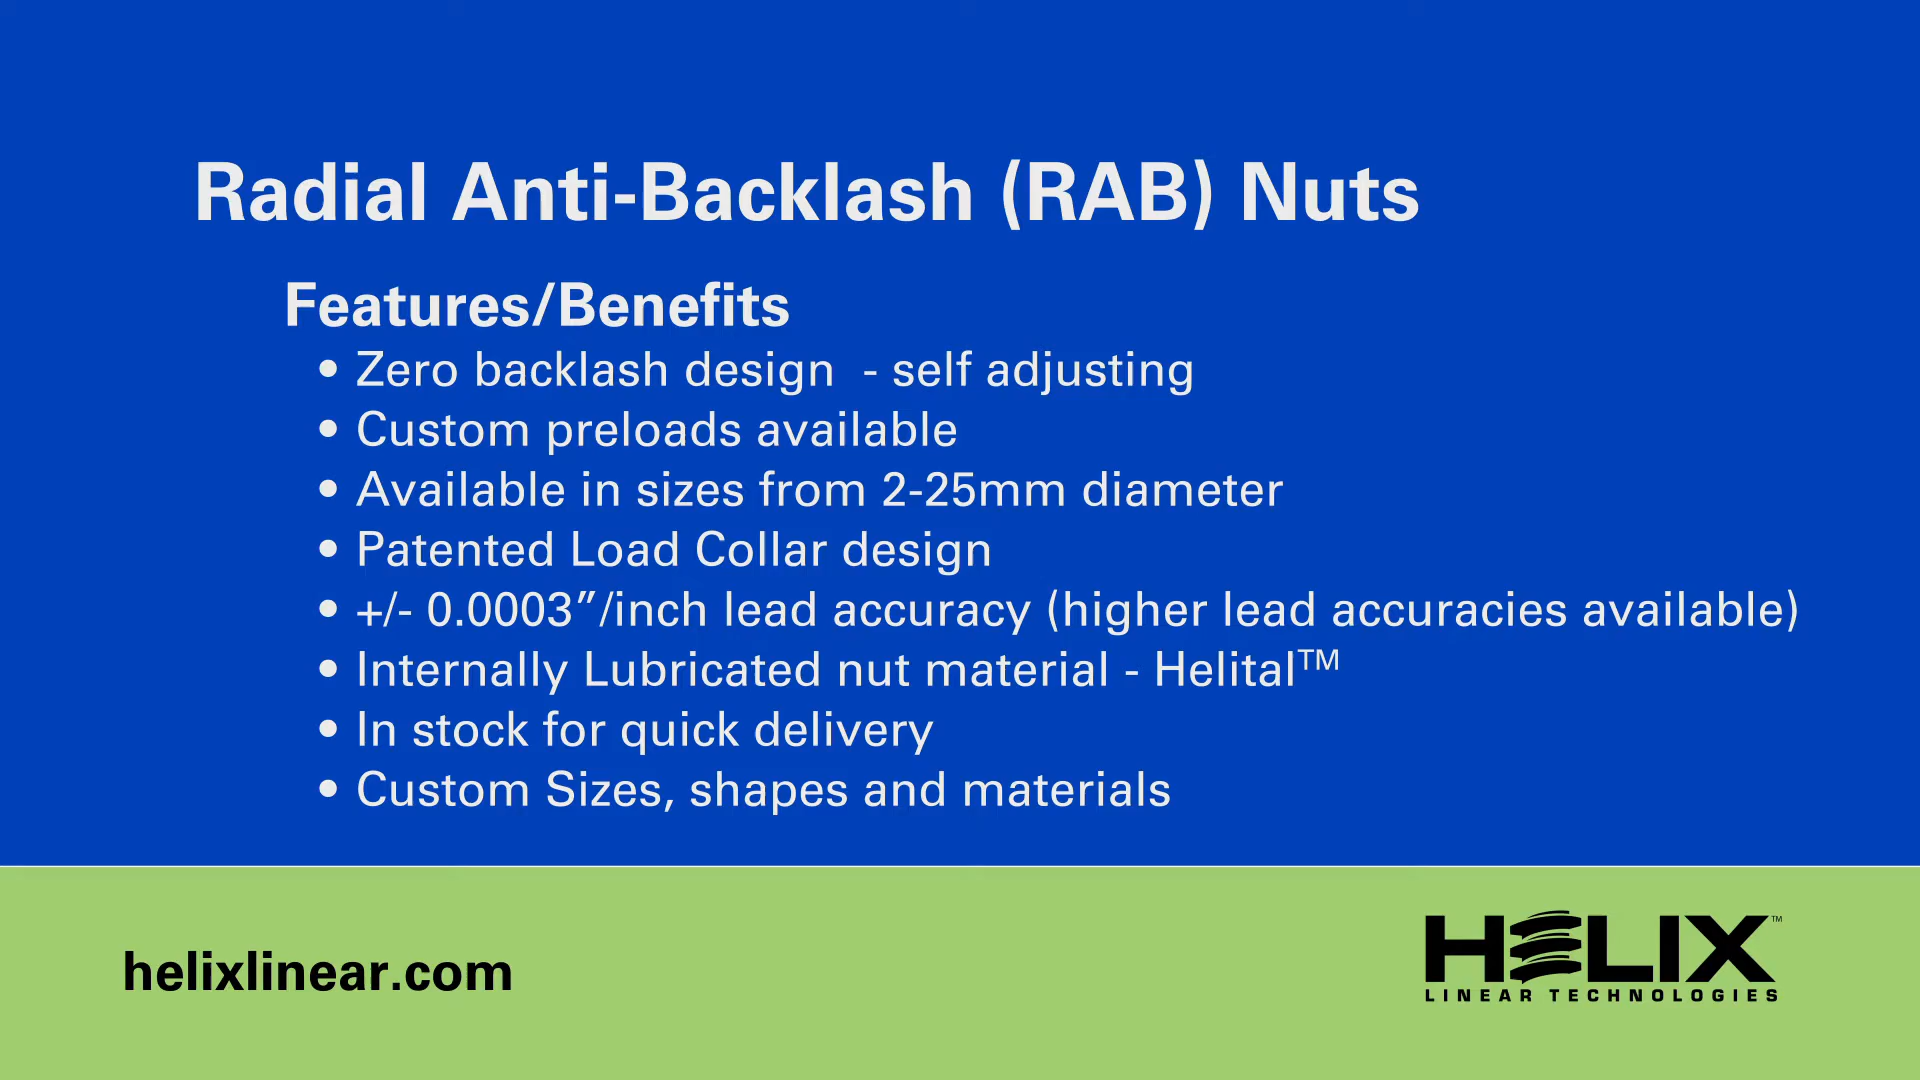 Radial Anti-Backlash (RAB) Nuts
Features/Benefits
• Zero backlash design  - self adjusting
• Custom preloads available
• Available in sizes from 2-25mm diameter
• Patented Load Collar design
• +/- 0.0003”/inch lead accuracy (higher lead accuracies available)
• Internally Lubricated nut material - Helital™
• In stock for quick delivery
• Custom Sizes, shapes and materials
helixlinear.com
HELIX™
LINEAR TECHNOLOGIES